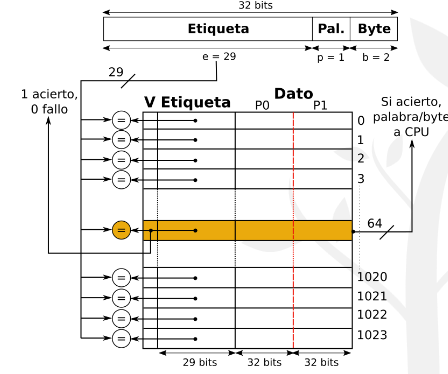 32 bits
Etiqueta Pal. Byte
e = 29 p = 1 b = 2
29
1 acierto,
0 fallo
V Etiqueta Dato
P0 P1
Si acierto,
palabra/byte
a CPU
= 0
= 1
= 2
= 3
= 64
= 1020
= 1021
= 1022
= 1023
29 bits 32 bits 32 bits